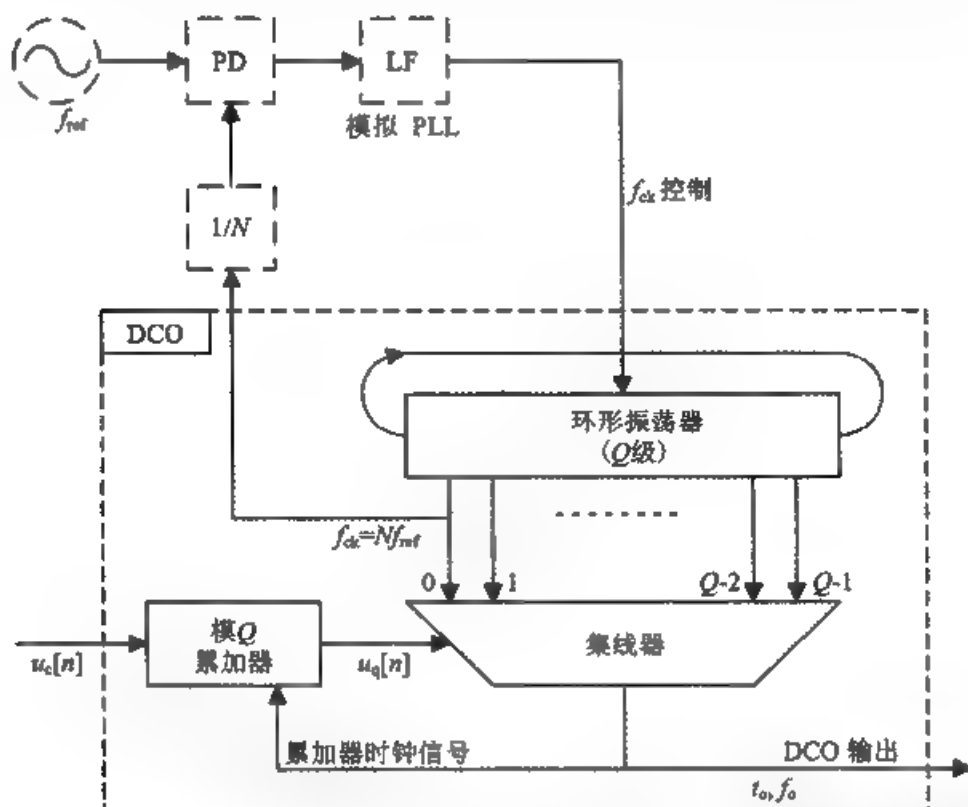 PD
LF
f_ref
模拟 PLL
1/N
f_ck 控制
DCO
环形振荡器
(Q级)
f_ck=Nf_ref
0
1
Q-2
Q-1
模Q
累加器
集线器
u_c[n]
u_q[n]
累加器时钟信号
DCO 输出
t_o, f_o